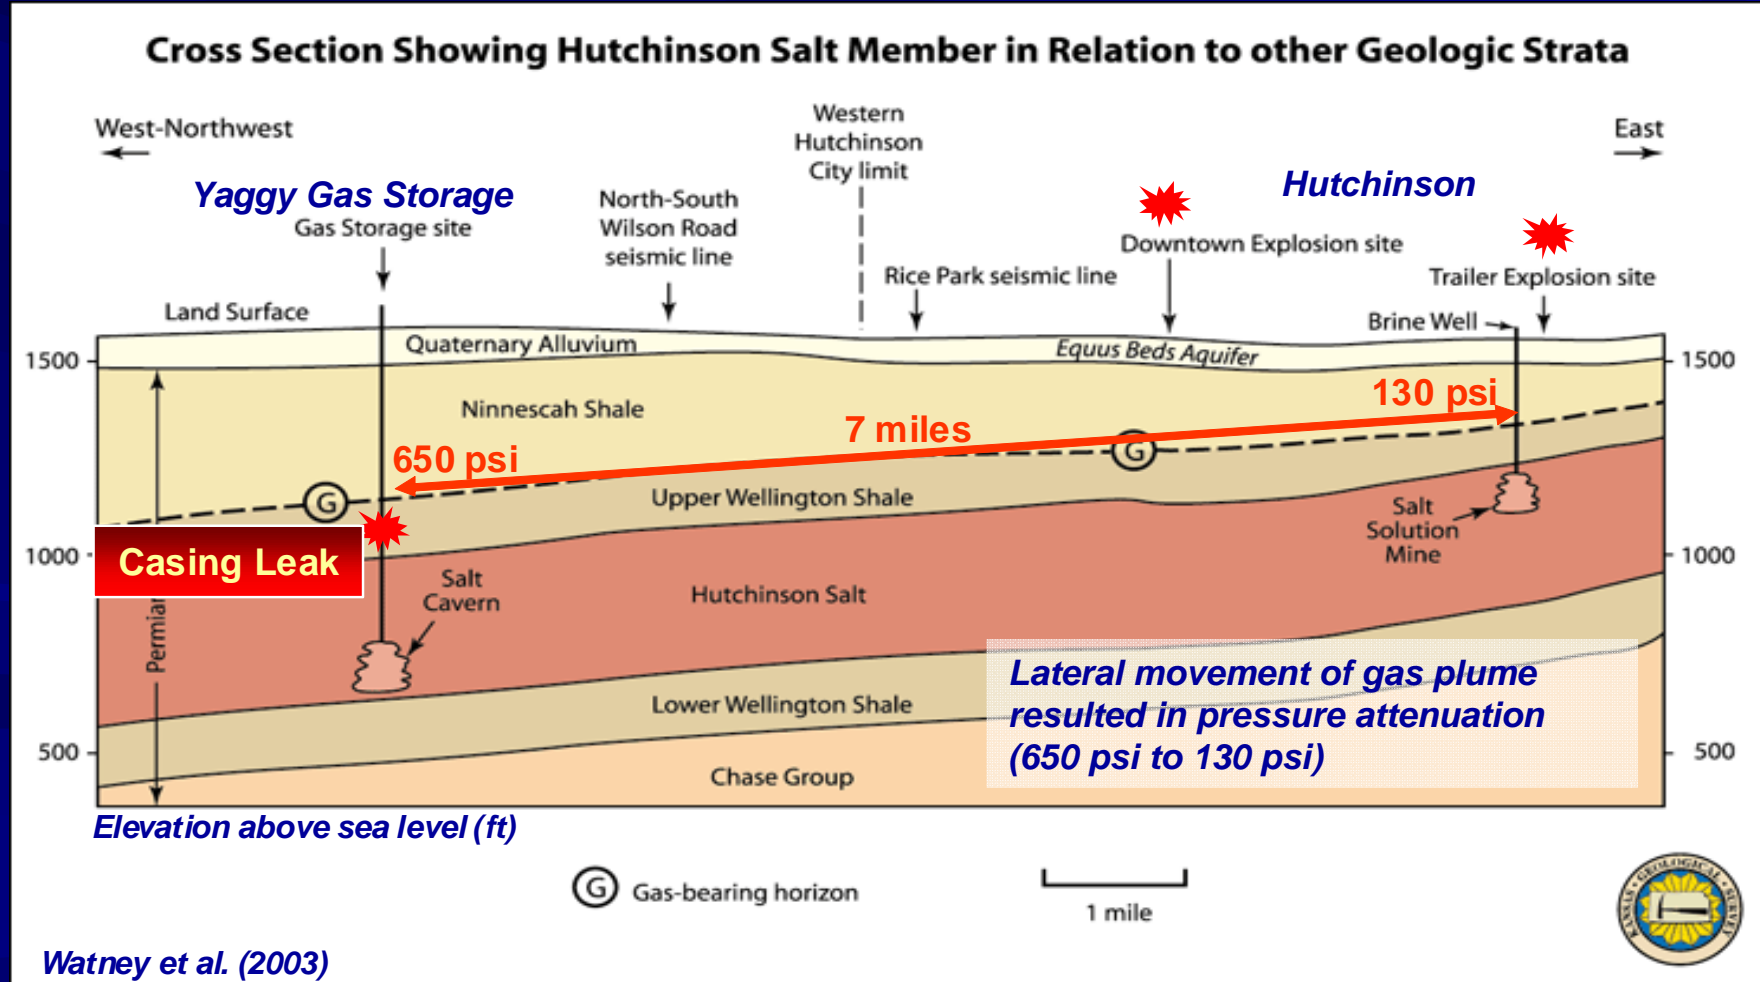 Cross Section Showing Hutchinson Salt Member in Relation to other Geologic Strata
West-Northwest
East
Western
Hutchinson
City limit
Yaggy Gas Storage
Gas Storage site
North-South
Wilson Road
seismic line
Hutchinson
Downtown Explosion site
Rice Park seismic line
Trailer Explosion site
Land Surface
Brine Well
Quaternary Alluvium
Equus Beds Aquifer
1500
1500
Ninnescah Shale
130 psi
7 miles
650 psi
G
G
Upper Wellington Shale
Salt
Solution
Mine
Casing Leak
1000
1000
Salt
Cavern
Hutchinson Salt
Permian
Lateral movement of gas plume
resulted in pressure attenuation
(650 psi to 130 psi)
Lower Wellington Shale
500
500
Chase Group
Elevation above sea level (ft)
G Gas-bearing horizon
1 mile
KANSAS GEOLOGICAL SURVEY
Watney et al. (2003)